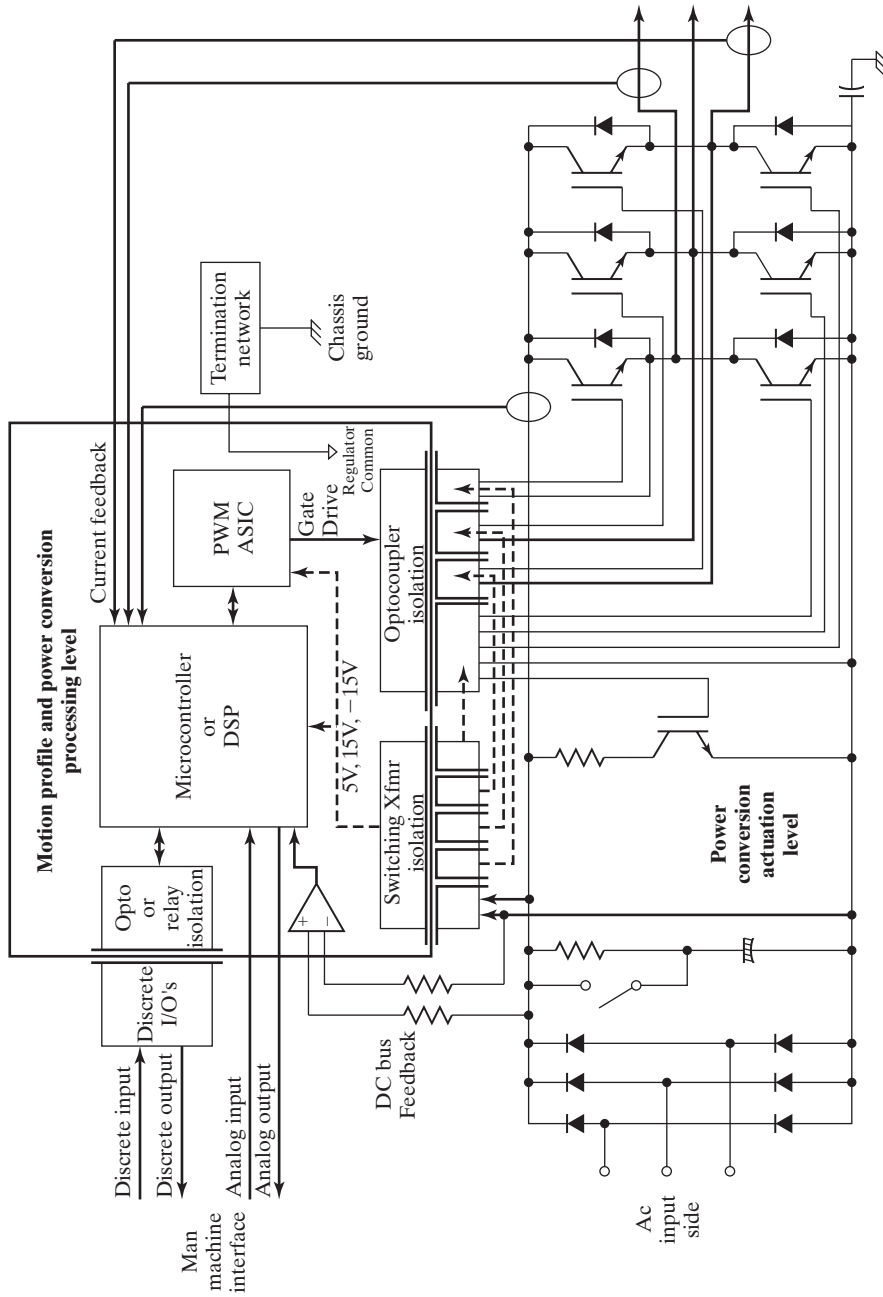 Motion profile and power conversion
processing level
Current feedback
Discrete input
Discrete output
Discrete
I/O's
Opto
or
relay isolation
Man
machine
interface
Analog input
Analog output
Microcontroller
or
DSP
PWM
ASIC
Termination
network
Chassis
ground
Regulator
Common
Gate
Drive
5V, 15V, −15V
+
−
Switching Xfmr
isolation
Optocoupler
isolation
DC bus
Feedback
Ac
input
side
Power
conversion
actuation
level